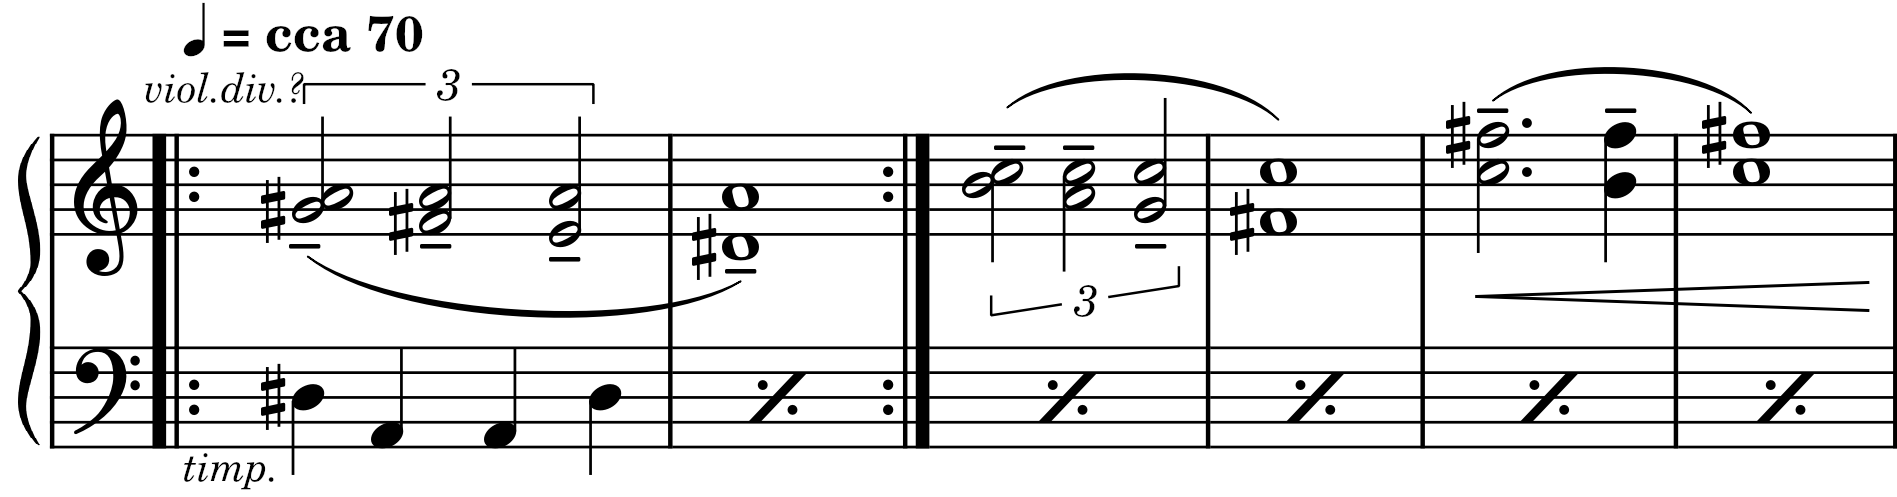 ♩ = cca 70
viol.div.?
3
3
timp.